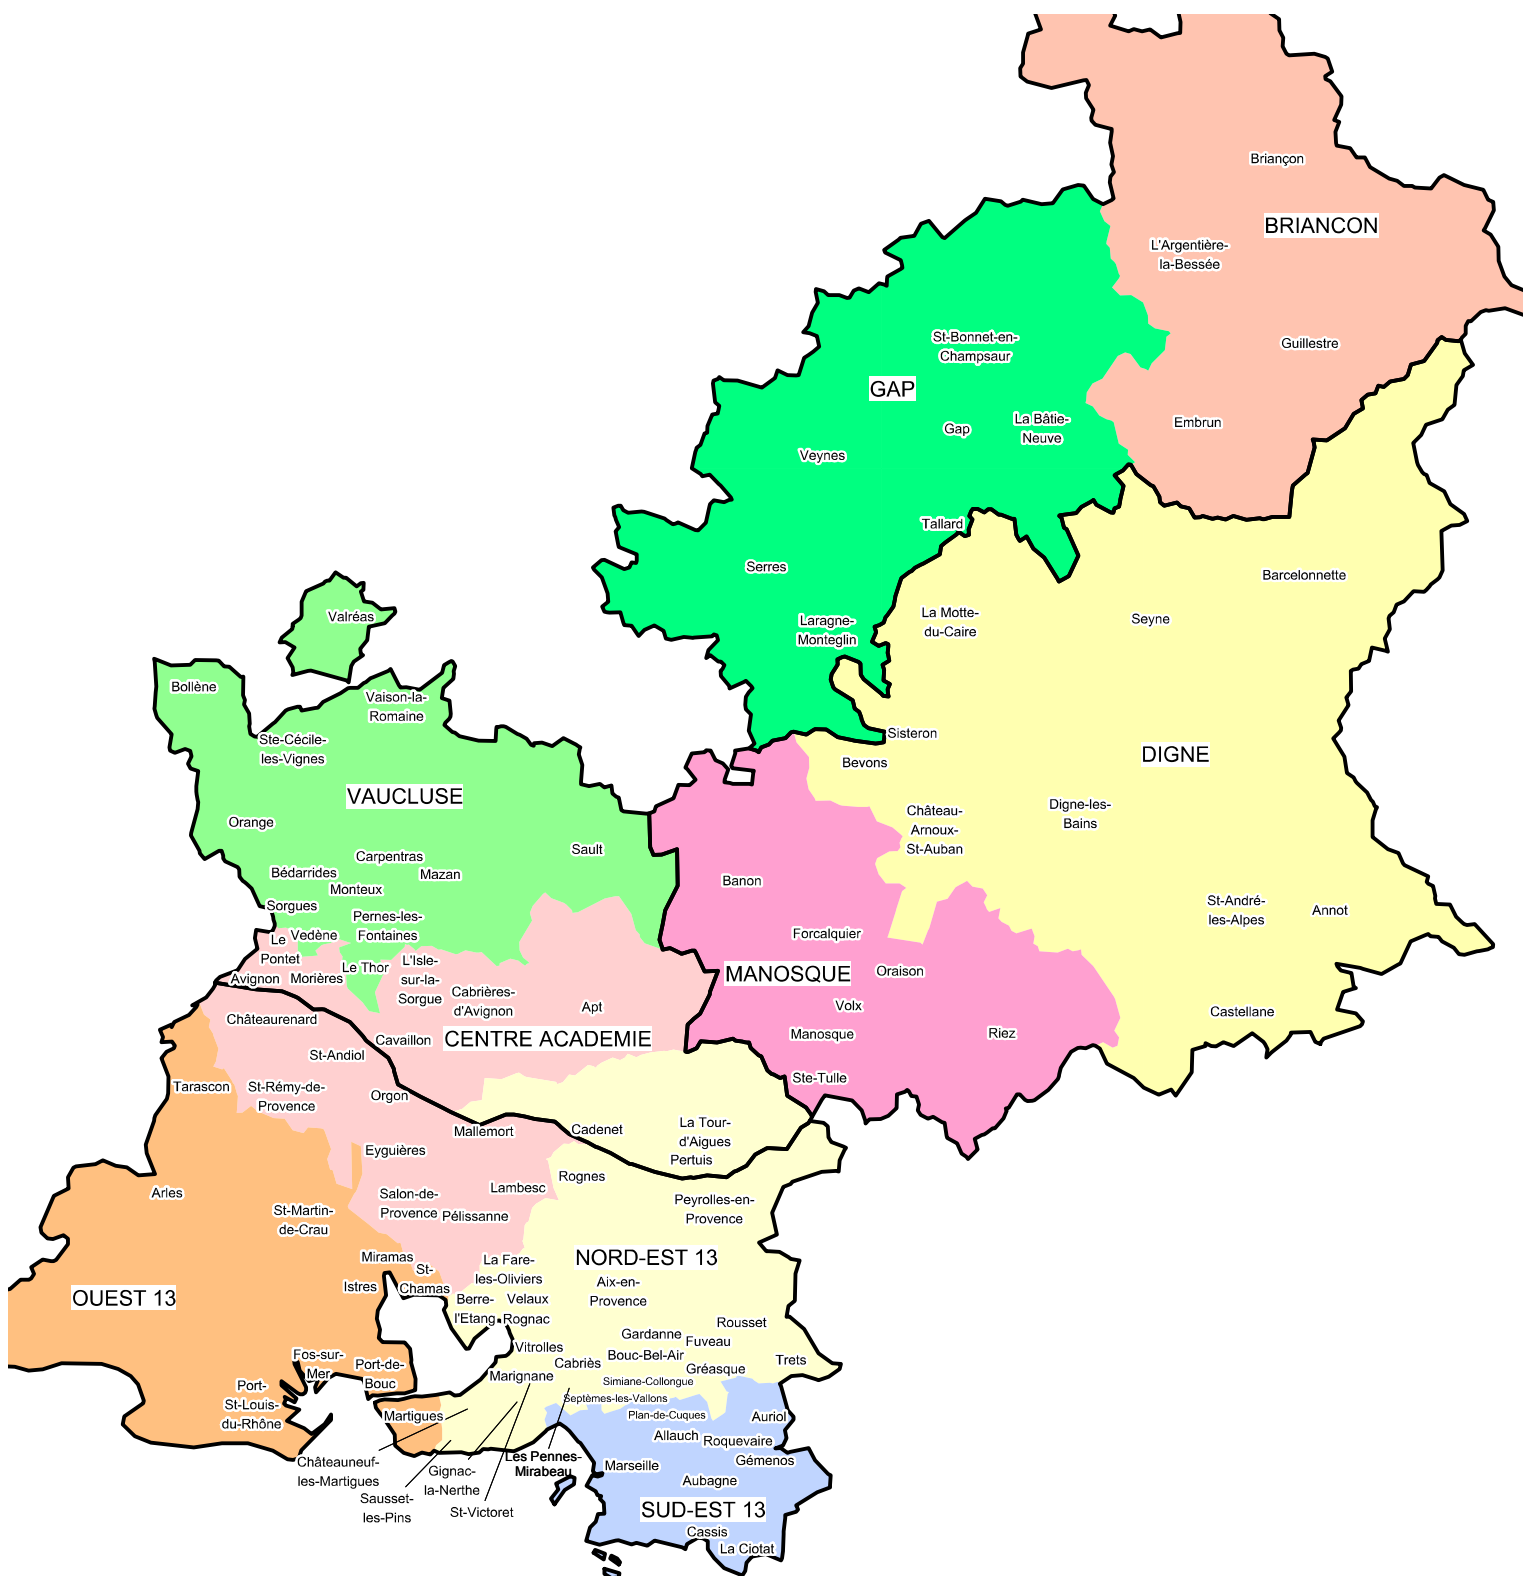 Briançon
BRIANCON
L'Argentière-
la-Bessée
Guillestre
Embrun
St-Bonnet-en-
Champsaur
GAP
Gap
La Bâtie-
Neuve
Veynes
Tallard
Serres
Laragne-
Monteglin
La Motte-
du-Caire
Seyne
Barcelonnette
Sisteron
Bevons
DIGNE
Château-
Arnoux-
St-Auban
Digne-les-
Bains
St-André-
les-Alpes
Annot
Castellane
Valréas
Bollène
Vaison-la-
Romaine
Ste-Cécile-
les-Vignes
VAUCLUSE
Orange
Sault
Carpentras
Bédarrides
Mazan
Monteux
Sorgues
Pernes-les-
Fontaines
Vedène
Le
Pontet
Le Thor
L'Isle-
sur-la-
Sorgue
Avignon
Morières
Cabrières-
d'Avignon
Apt
Banon
Forcalquier
MANOSQUE
Oraison
Volx
Manosque
Riez
Ste-Tulle
Châteaurenard
Cavaillon
CENTRE ACADEMIE
St-Andiol
Tarascon
St-Rémy-de-
Provence
Orgon
Mallemort
Cadenet
La Tour-
d'Aigues
Pertuis
Eyguières
Rognes
Arles
Lambesc
Salon-de-
Provence
Pélissanne
Peyrolles-en-
Provence
St-Martin-
de-Crau
Miramas
St-
Chamas
La Fare-
les-Oliviers
NORD-EST 13
Istres
Aix-en-
Provence
OUEST 13
Berre-
l'Etang
Velaux
Rognac
Rousset
Gardanne
Fuveau
Vitrolles
Bouc-Bel-Air
Cabriès
Trets
Gréasque
Fos-sur-
Mer
Port-de-
Bouc
Marignane
Simiane-Collongue
Port-
St-Louis-
du-Rhône
Septèmes-les-Vallons
Martigues
Plan-de-Cuques
Auriol
Allauch
Roquevaire
Châteauneuf-
les-Martigues
Gignac-
la-Nerthe
Les Pennes-
Mirabeau
Marseille
Gémenos
Aubagne
Sausset-
les-Pins
St-Victoret
SUD-EST 13
Cassis
La Ciotat